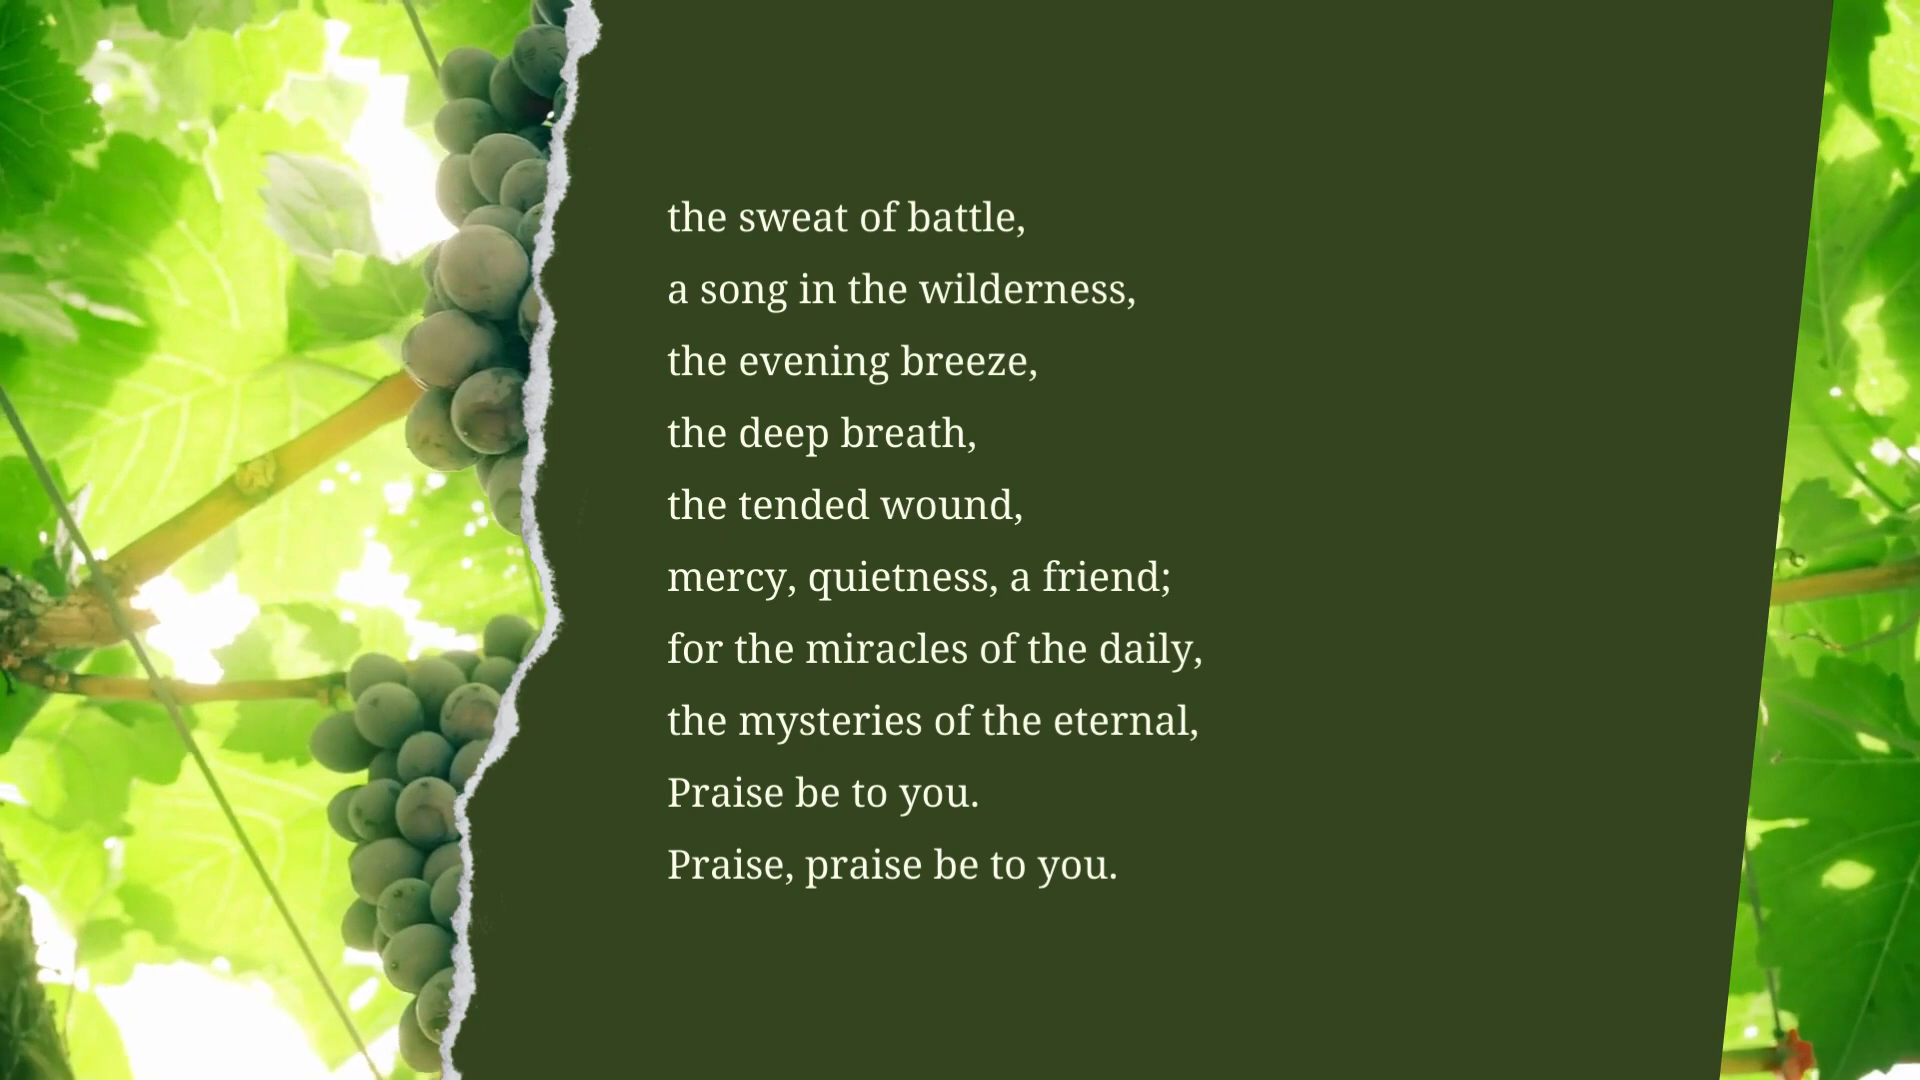 the sweat of battle,
a song in the wilderness,
the evening breeze,
the deep breath,
the tended wound,
mercy, quietness, a friend;
for the miracles of the daily,
the mysteries of the eternal,
Praise be to you.
Praise, praise be to you.